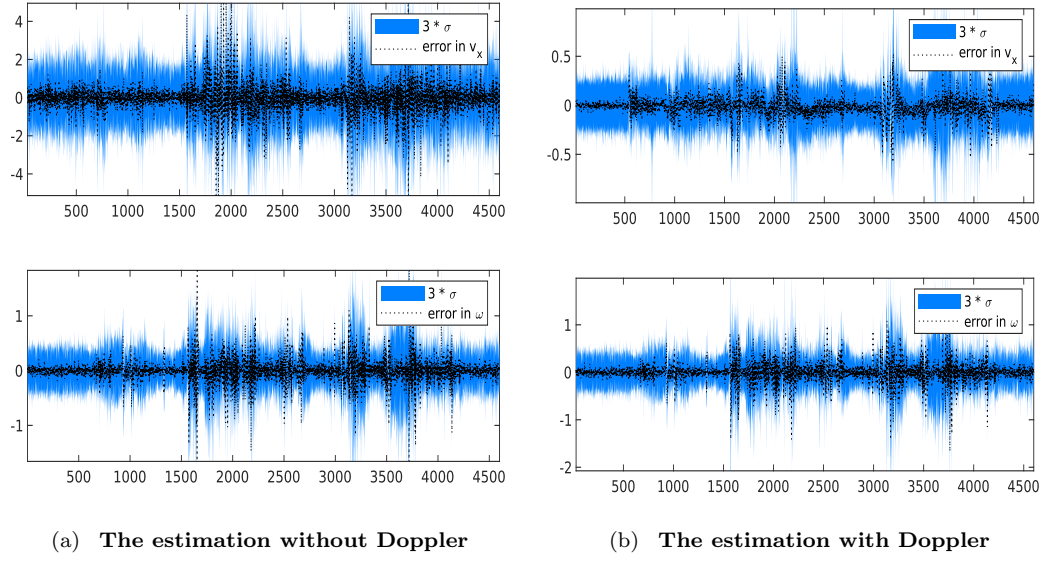 4
2
0
-2
-4
3 * σ
error in v_x
500 1000 1500 2000 2500 3000 3500 4000 4500
0.5
0
-0.5
3 * σ
error in v_x
500 1000 1500 2000 2500 3000 3500 4000 4500
1
0
-1
3 * σ
error in ω
500 1000 1500 2000 2500 3000 3500 4000 4500
1
0
-1
-2
3 * σ
error in ω
500 1000 1500 2000 2500 3000 3500 4000 4500
(a) The estimation without Doppler
(b) The estimation with Doppler